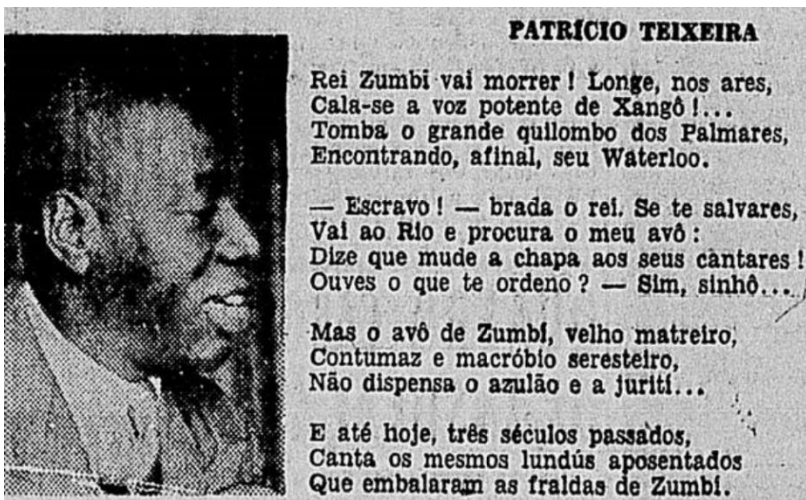 PATRÍCIO TEIXEIRA
Rei Zumbi vai morrer ! Longe, nos ares,
Cala-se a voz potente de Xangô !...
Tomba o grande quilombo dos Palmares,
Encontrando, afinal, seu Waterloo.
— Escravo ! — brada o rei. Se te salvares,
Vai ao Rio e procura o meu avô :
Dize que mude a chapa aos seus cantares !
Ouves o que te ordeno ? — Sim, sinhô...
Mas o avô de Zumbí, velho matreiro,
Contumaz e macróbio seresteiro,
Não dispensa o azulão e a jurití...
E até hoje, três séculos passados,
Canta os mesmos lundús aposentados
Que embalaram as fraldas de Zumbí.